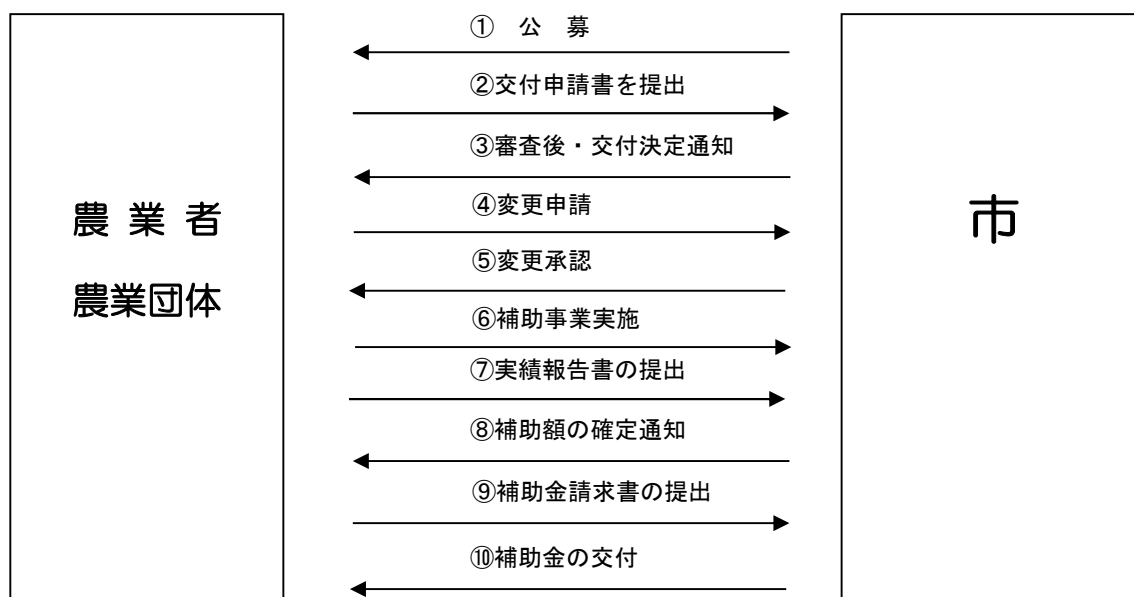 ① 公 募
②交付申請書を提出
③審査後・交付決定通知
④変更申請
⑤変更承認
⑥補助事業実施
⑦実績報告書の提出
⑧補助額の確定通知
⑨補助金請求書の提出
⑩補助金の交付
農 業 者
農業団体
市